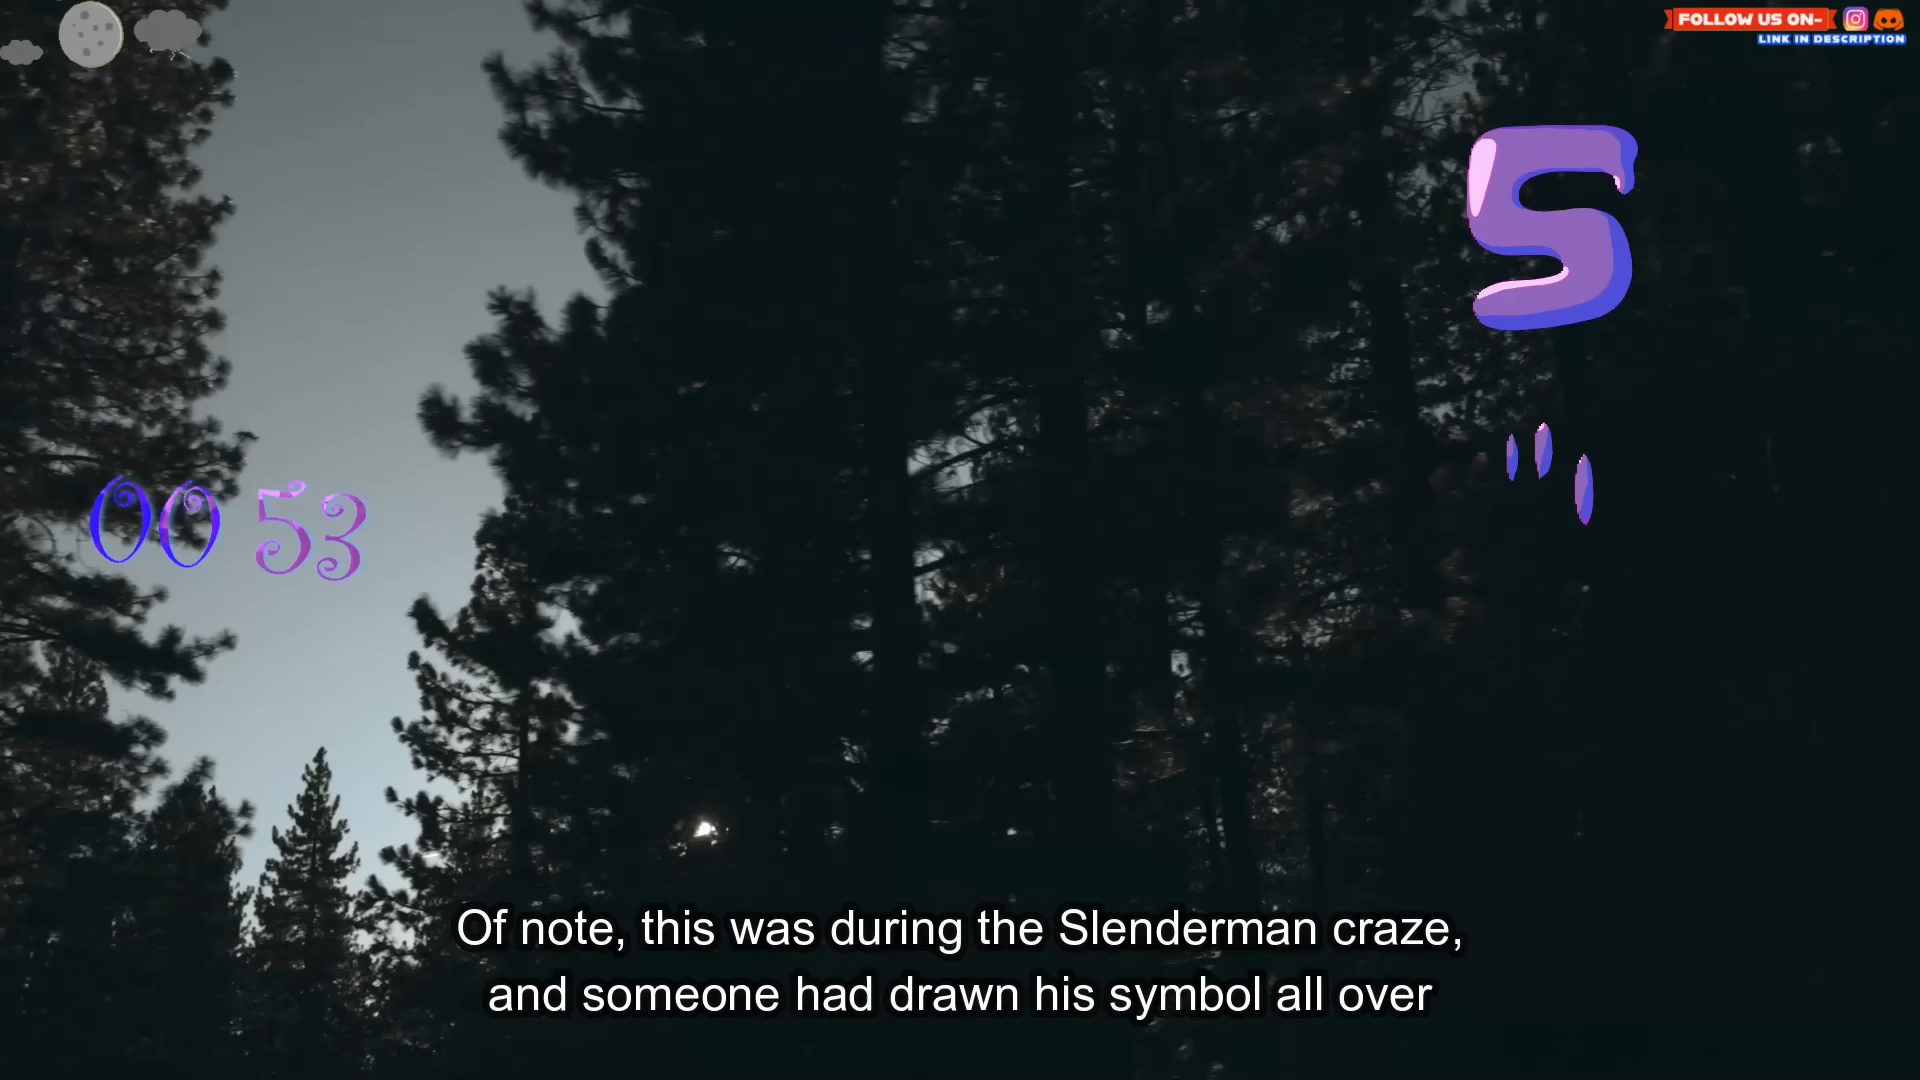 FOLLOW US ON-
LINK IN DESCRIPTION
5
00 53
Of note, this was during the Slenderman craze,
and someone had drawn his symbol all over